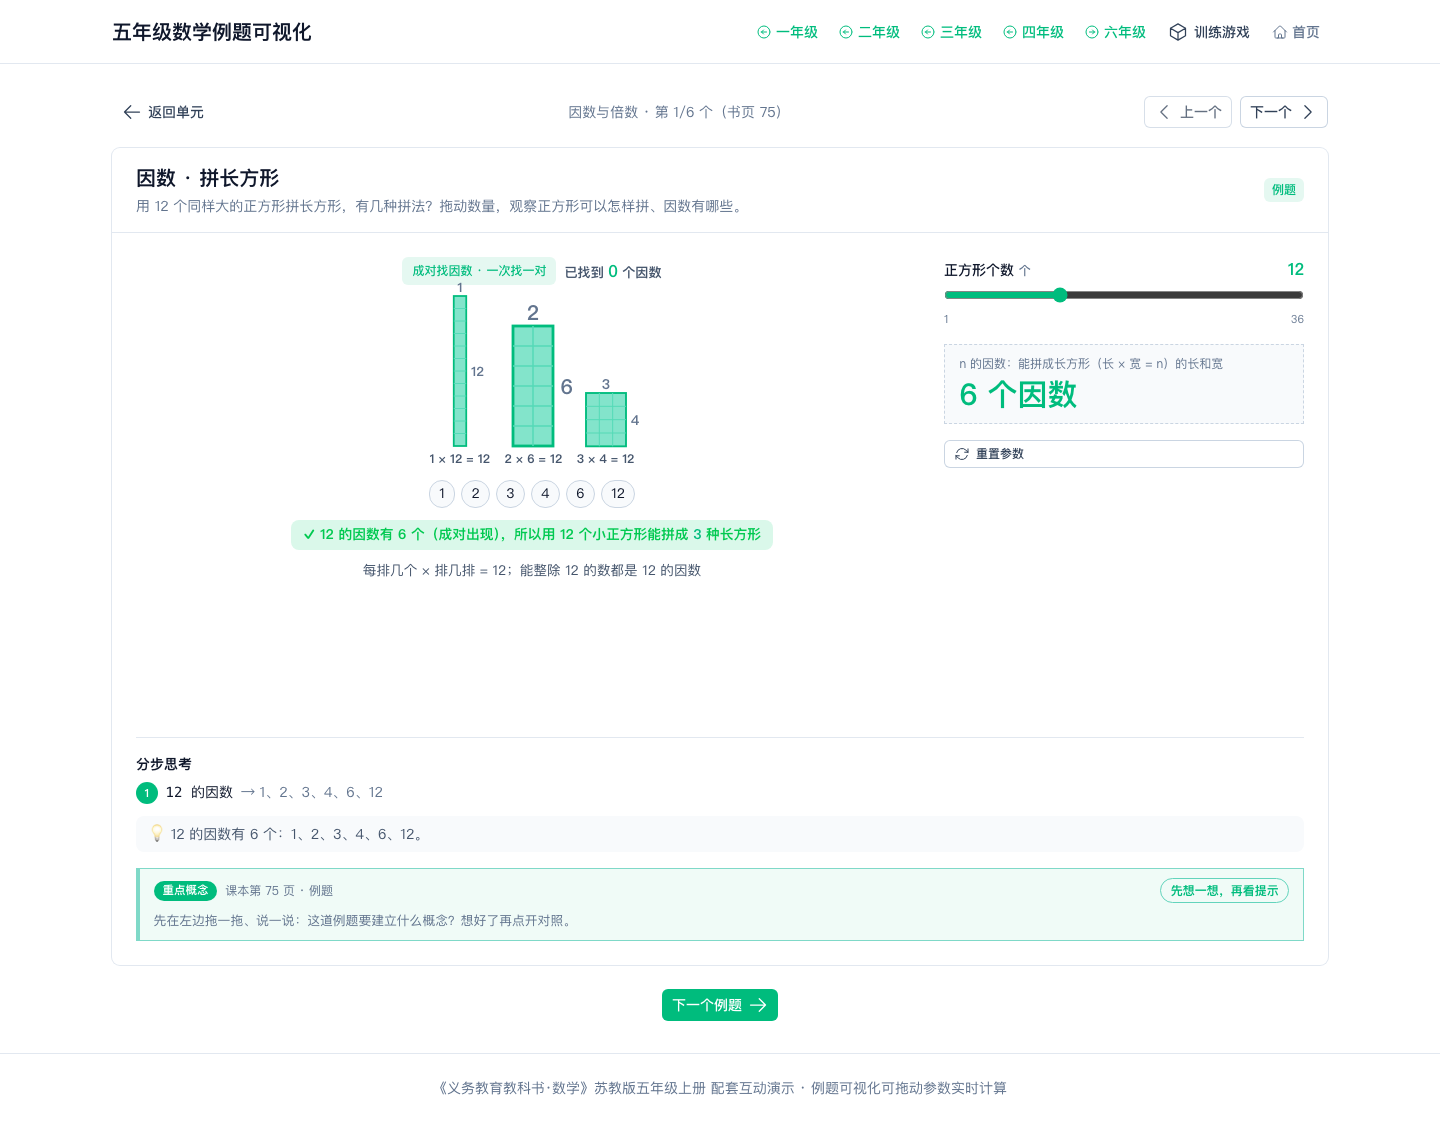 五年级数学例题可视化
一年级 二年级 三年级 四年级 六年级 训练游戏 首页
返回单元
因数与倍数 · 第 1/6 个（书页 75）
上一个 下一个
因数 · 拼长方形
用 12 个同样大的正方形拼长方形，有几种拼法？拖动数量，观察正方形可以怎样拼、因数有哪些。
例题
成对找因数 · 一次找一对 已找到 0 个因数
1
12
2
6
3
4
1 × 12 = 12 2 × 6 = 12 3 × 4 = 12
1 2 3 4 6 12
✓ 12 的因数有 6 个（成对出现），所以用 12 个小正方形能拼成 3 种长方形
每排几个 × 排几排 = 12；能整除 12 的数都是 12 的因数
正方形个数 个 12
1 36
n 的因数：能拼成长方形（长 × 宽 = n）的长和宽
6 个因数
重置参数
分步思考
1 12 的因数 → 1、2、3、4、6、12
💡 12 的因数有 6 个：1、2、3、4、6、12。
重点概念 课本第 75 页 · 例题
先想一想，再看提示
先在左边拖一拖、说一说：这道例题要建立什么概念？想好了再点开对照。
下一个例题
《义务教育教科书·数学》苏教版五年级上册 配套互动演示 · 例题可视化可拖动参数实时计算